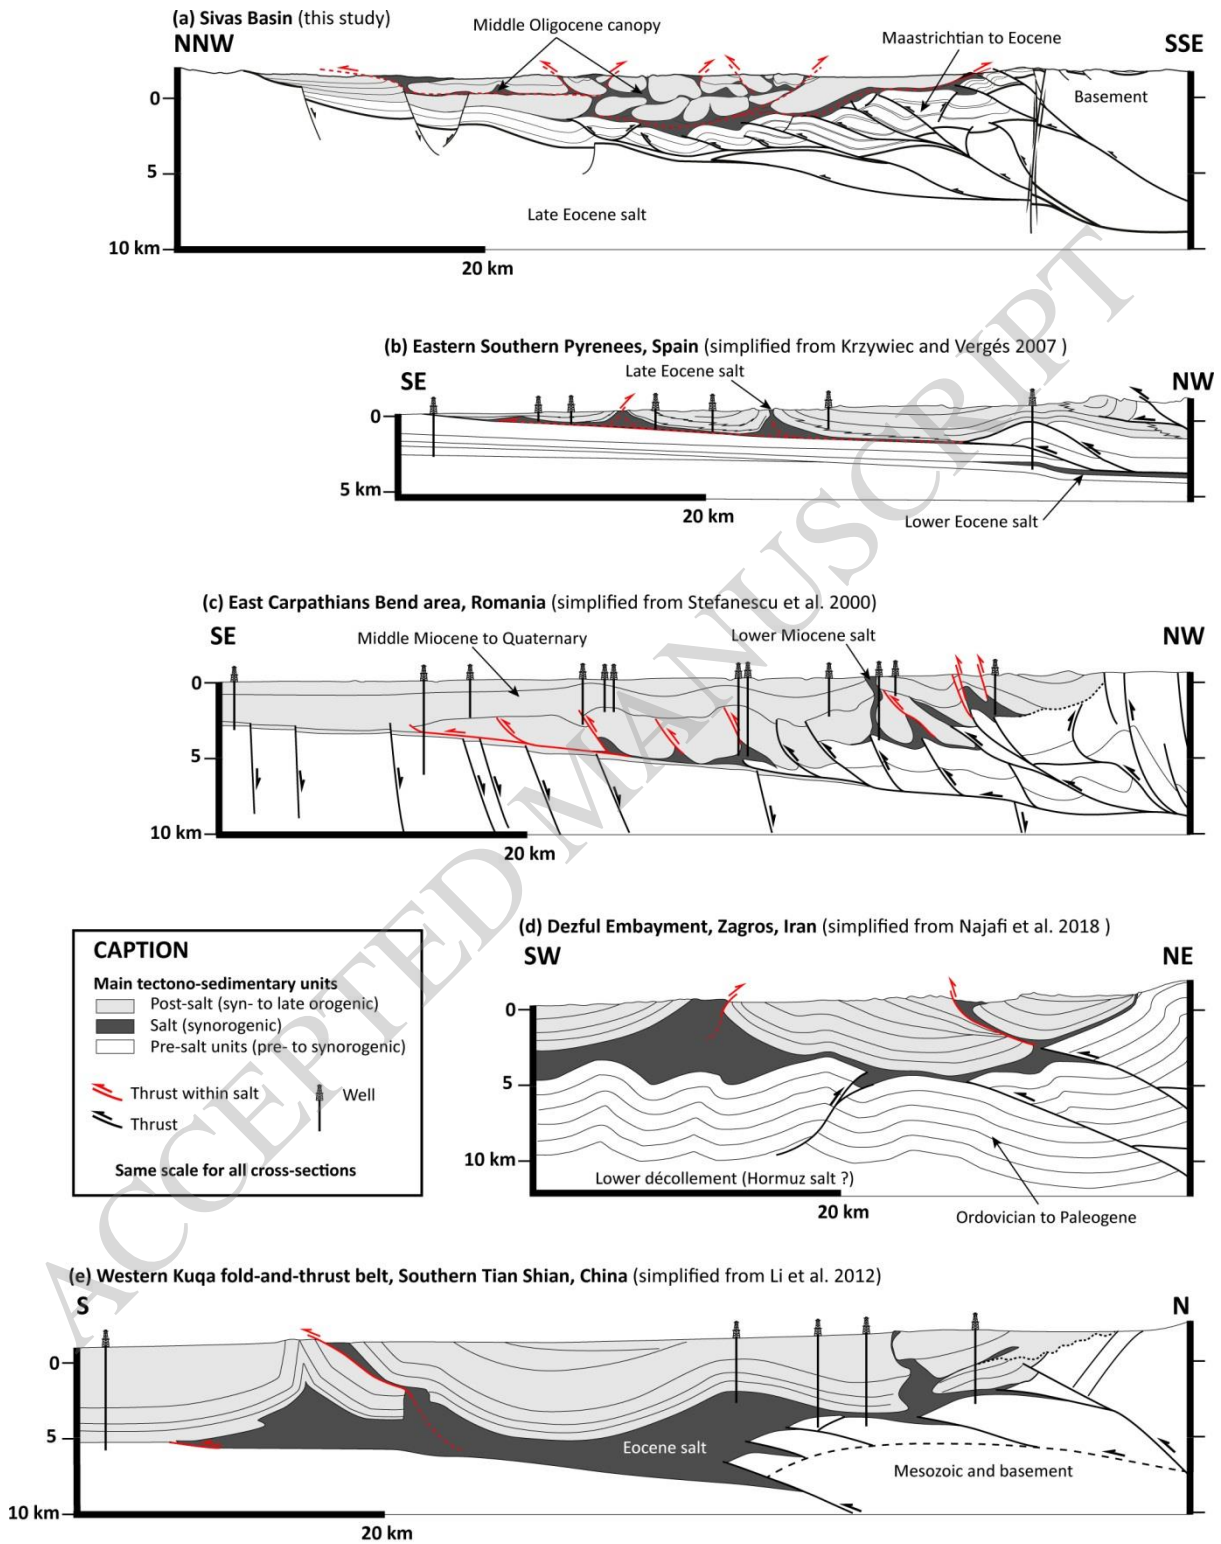 (a) Sivas Basin (this study)
NNW
Middle Oligocene canopy
Maastrichtian to Eocene
SSE
Basement
0
5
Late Eocene salt
10 km
20 km
(b) Eastern Southern Pyrenees, Spain (simplified from Krzywiec and Vergés 2007 )
SE
Late Eocene salt
NW
0
5 km
20 km
Lower Eocene salt
(c) East Carpathians Bend area, Romania (simplified from Stefanescu et al. 2000)
SE
Middle Miocene to Quaternary
Lower Miocene salt
NW
0
5
10 km
20 km
CAPTION
Main tectono-sedimentary units
Post-salt (syn- to late orogenic)
Salt (synorogenic)
Pre-salt units (pre- to synorogenic)
Thrust within salt
Well
Thrust
Same scale for all cross-sections
(d) Dezful Embayment, Zagros, Iran (simplified from Najafi et al. 2018 )
SW
NE
0
5
10 km
Lower décollement (Hormuz salt ?)
20 km
Ordovician to Paleogene
(e) Western Kuqa fold-and-thrust belt, Southern Tian Shian, China (simplified from Li et al. 2012)
S
N
0
5
Eocene salt
Mesozoic and basement
10 km
20 km
ACCEPTED MANUSCRIPT